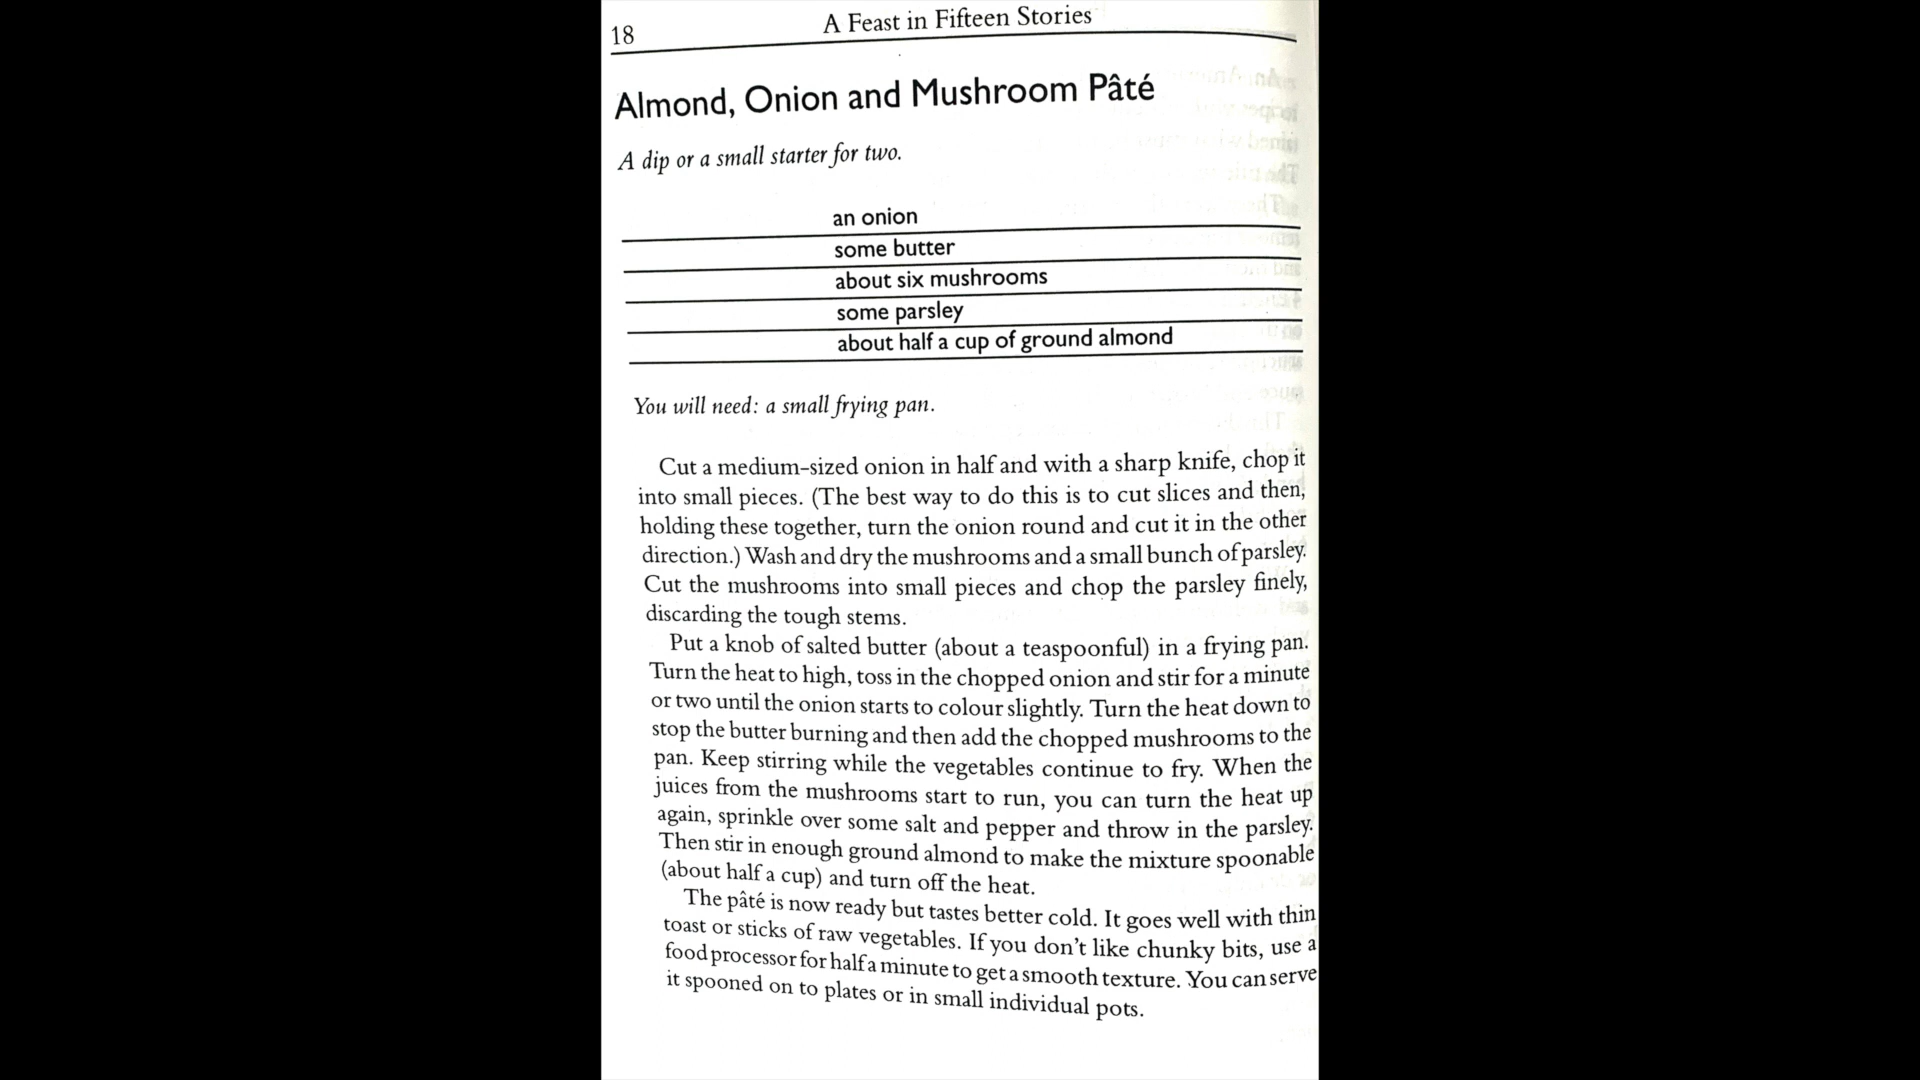 18
A Feast in Fifteen Stories
Almond, Onion and Mushroom Pâté
A dip or a small starter for two.
an onion
some butter
about six mushrooms
some parsley
about half a cup of ground almond
You will need: a small frying pan.
Cut a medium-sized onion in half and with a sharp knife, chop it
into small pieces. (The best way to do this is to cut slices and then,
holding these together, turn the onion round and cut it in the other
direction.) Wash and dry the mushrooms and a small bunch of parsley.
Cut the mushrooms into small pieces and chop the parsley finely,
discarding the tough stems.
Put a knob of salted butter (about a teaspoonful) in a frying pan.
Turn the heat to high, toss in the chopped onion and stir for a minute
or two until the onion starts to colour slightly. Turn the heat down to
stop the butter burning and then add the chopped mushrooms to the
pan. Keep stirring while the vegetables continue to fry. When the
juices from the mushrooms start to run, you can turn the heat up
again, sprinkle over some salt and pepper and throw in the parsley.
Then stir in enough ground almond to make the mixture spoonable
(about half a cup) and turn off the heat.
The pâté is now ready but tastes better cold. It goes well with thin
toast or sticks of raw vegetables. If you don't like chunky bits, use a
food processor for half a minute to get a smooth texture. You can serve
it spooned on to plates or in small individual pots.